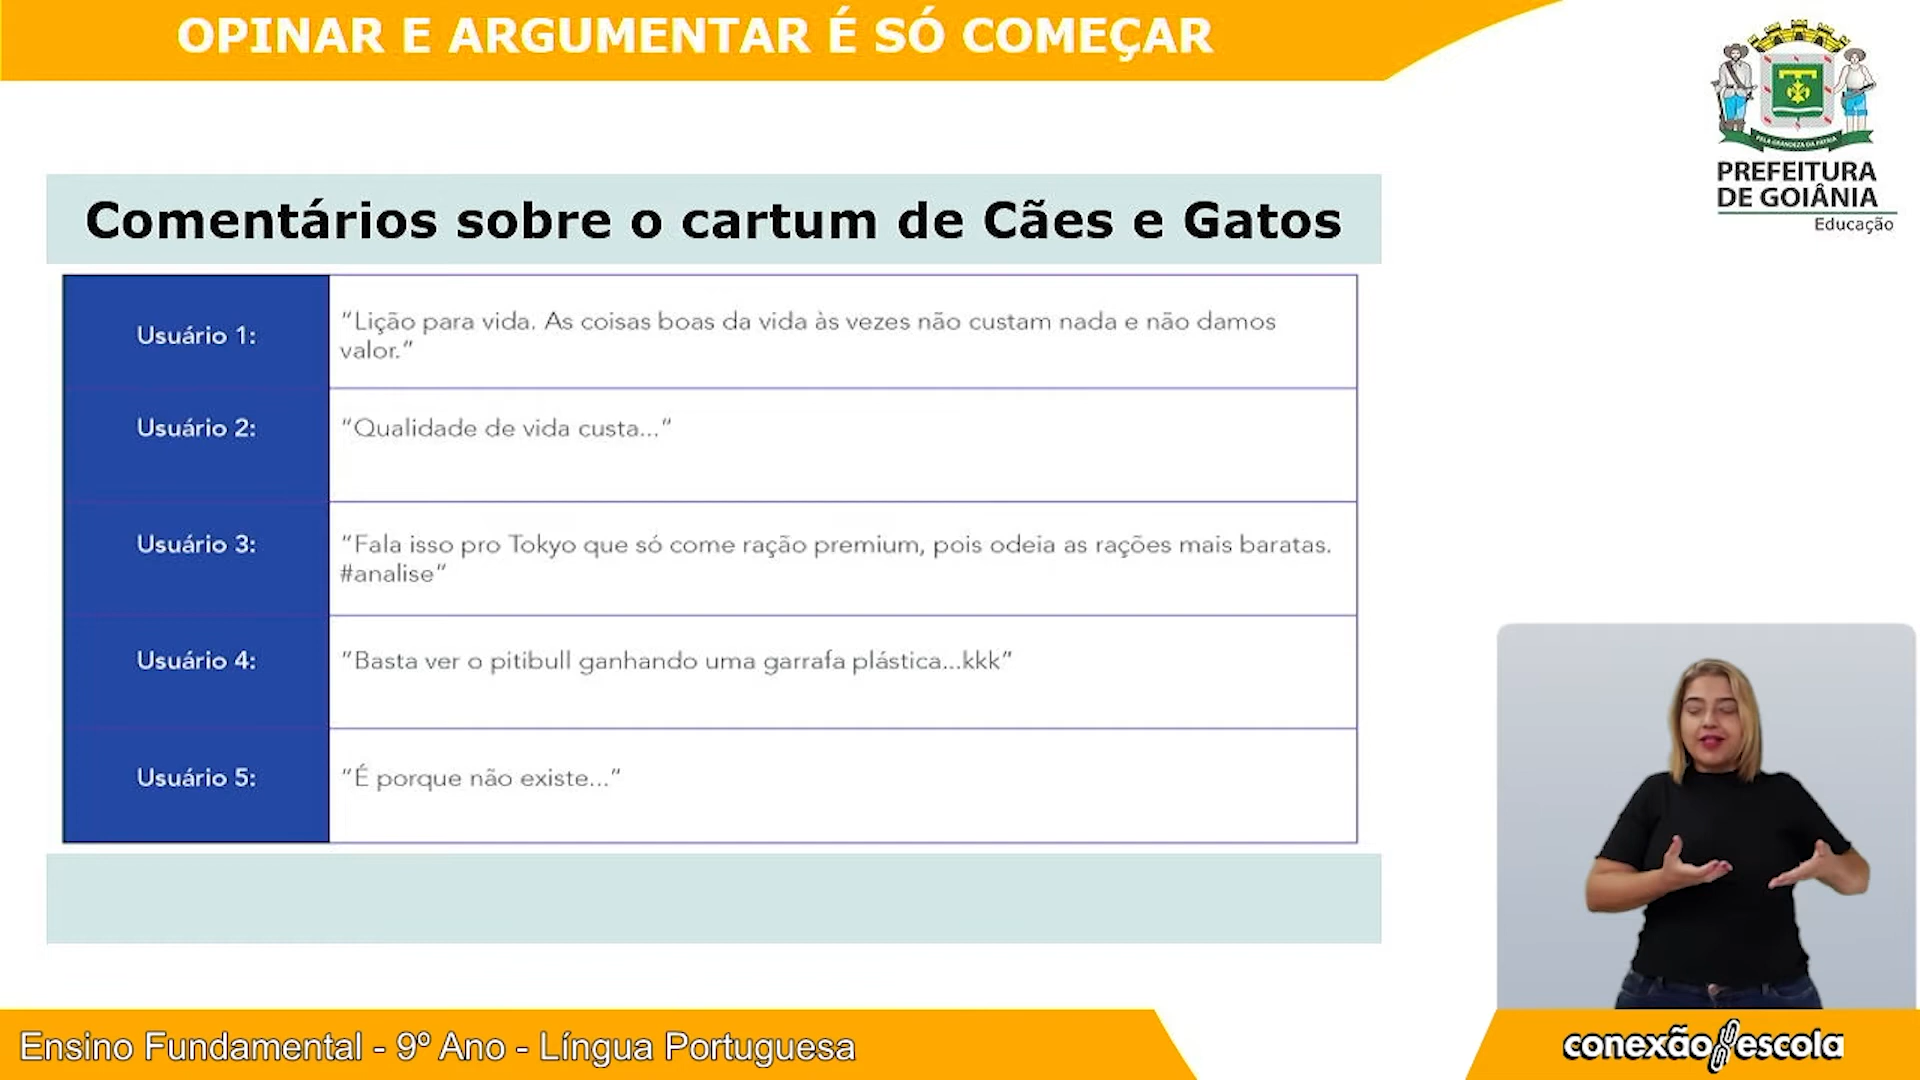 OPINAR E ARGUMENTAR É SÓ COMEÇAR
PELA GRANDEZA DA PÁTRIA
PREFEITURA
DE GOIÂNIA
Educação
Comentários sobre o cartum de Cães e Gatos
Usuário 1:
“Lição para vida. As coisas boas da vida às vezes não custam nada e não damos
valor.”
Usuário 2:
“Qualidade de vida custa...”
Usuário 3:
“Fala isso pro Tokyo que só come ração premium, pois odeia as rações mais baratas.
#analise”
Usuário 4:
“Basta ver o pitibull ganhando uma garrafa plástica...kkk”
Usuário 5:
“É porque não existe...”
Ensino Fundamental - 9º Ano - Língua Portuguesa
conexão escola